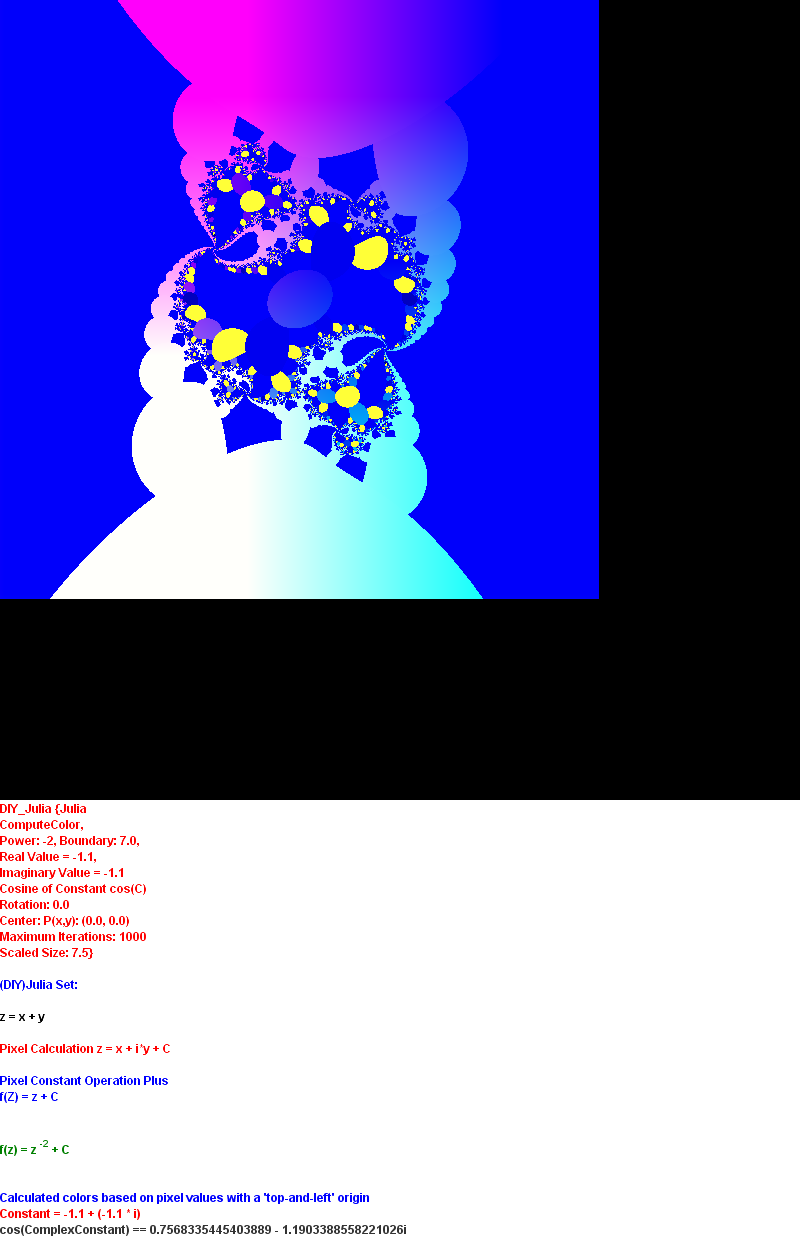 DIY_Julia {Julia
ComputeColor,
Power: -2, Boundary: 7.0,
Real Value = -1.1,
Imaginary Value = -1.1
Cosine of Constant cos(C)
Rotation: 0.0
Center: P(x,y): (0.0, 0.0)
Maximum Iterations: 1000
Scaled Size: 7.5}
(DIY)Julia Set:
z = x + y
Pixel Calculation z = x + i*y + C
Pixel Constant Operation Plus
f(Z) = z + C
f(z) = z -2 + C
Calculated colors based on pixel values with a 'top-and-left' origin
Constant = -1.1 + (-1.1 * i)
cos(ComplexConstant) == 0.7568335445403889 - 1.1903388558221026i